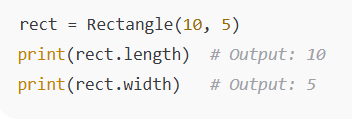 rect = Rectangle(10, 5)
print(rect.length)  # Output: 10
print(rect.width)   # Output: 5